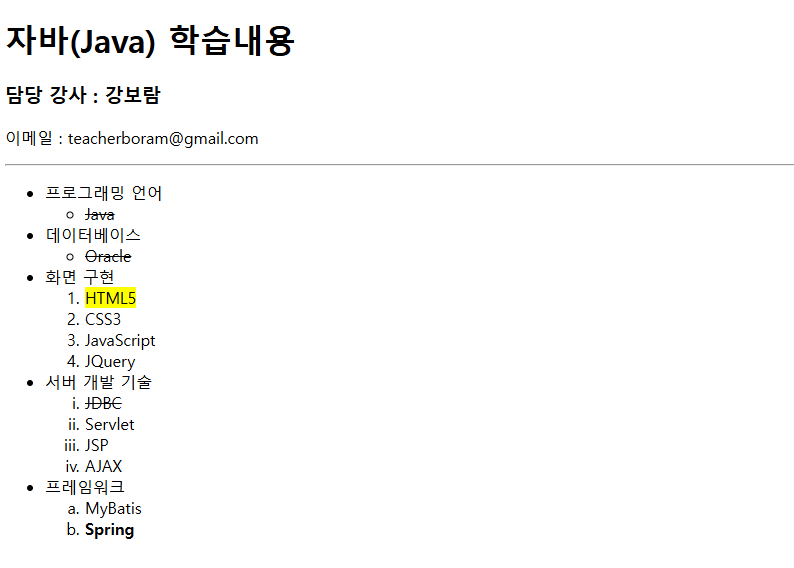 자바(Java) 학습내용
담당 강사 : 강보람
이메일 : teacherboram@gmail.com
• 프로그래밍 언어
○ Java
• 데이터베이스
○ Oracle
• 화면 구현
1. HTML5
2. CSS3
3. JavaScript
4. JQuery
• 서버 개발 기술
i. JDBC
ii. Servlet
iii. JSP
iv. AJAX
• 프레임워크
a. MyBatis
b. Spring